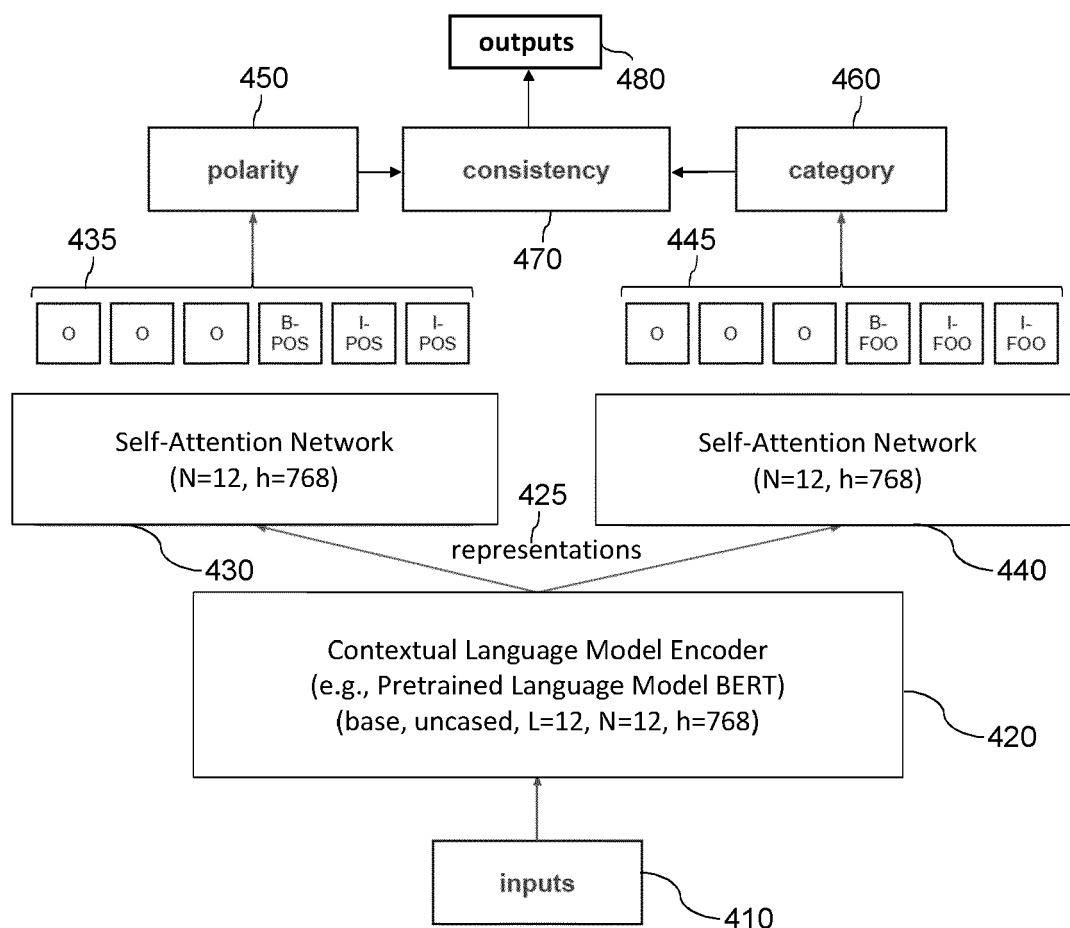 outputs
480
450
460
polarity
consistency
category
435
470
445
O
O
O
B-
POS
I-
POS
I-
POS
O
O
O
B-
FOO
I-
FOO
I-
FOO
Self-Attention Network
(N=12, h=768)
Self-Attention Network
(N=12, h=768)
425
representations
430
440
Contextual Language Model Encoder
(e.g., Pretrained Language Model BERT)
(base, uncased, L=12, N=12, h=768)
420
inputs
410